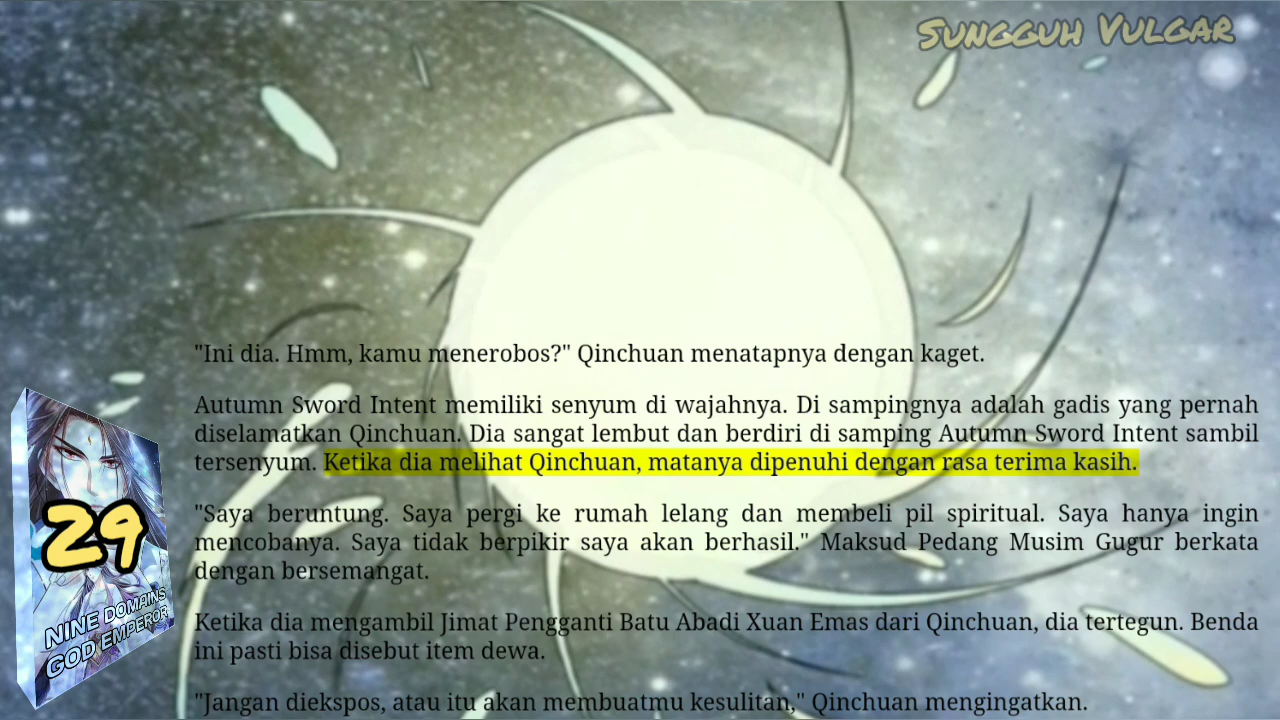 Sungguh Vulgar
"Ini dia. Hmm, kamu menerobos?" Qinchuan menatapnya dengan kaget.
Autumn Sword Intent memiliki senyum di wajahnya. Di sampingnya adalah gadis yang pernah
diselamatkan Qinchuan. Dia sangat lembut dan berdiri di samping Autumn Sword Intent sambil
tersenyum. Ketika dia melihat Qinchuan, matanya dipenuhi dengan rasa terima kasih.
"Saya beruntung. Saya pergi ke rumah lelang dan membeli pil spiritual. Saya hanya ingin
mencobanya. Saya tidak berpikir saya akan berhasil." Maksud Pedang Musim Gugur berkata
dengan bersemangat.
Ketika dia mengambil Jimat Pengganti Batu Abadi Xuan Emas dari Qinchuan, dia tertegun. Benda
ini pasti bisa disebut item dewa.
"Jangan diekspos, atau itu akan membuatmu kesulitan," Qinchuan mengingatkan.
29
NINE DOMAINS
GOD EMPEROR